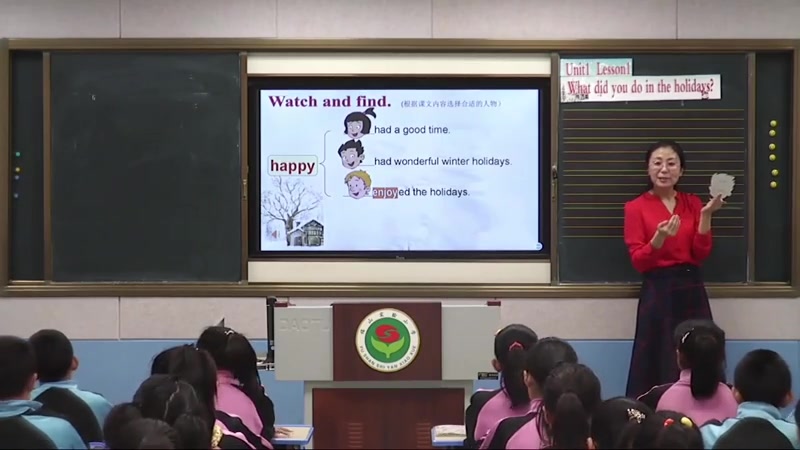 Unit1 Lesson1
What did you do in the holidays?
Watch and find. (根据课文内容选择合适的人物)
had a good time.
happy
had wonderful winter holidays.
enjoyed the holidays.